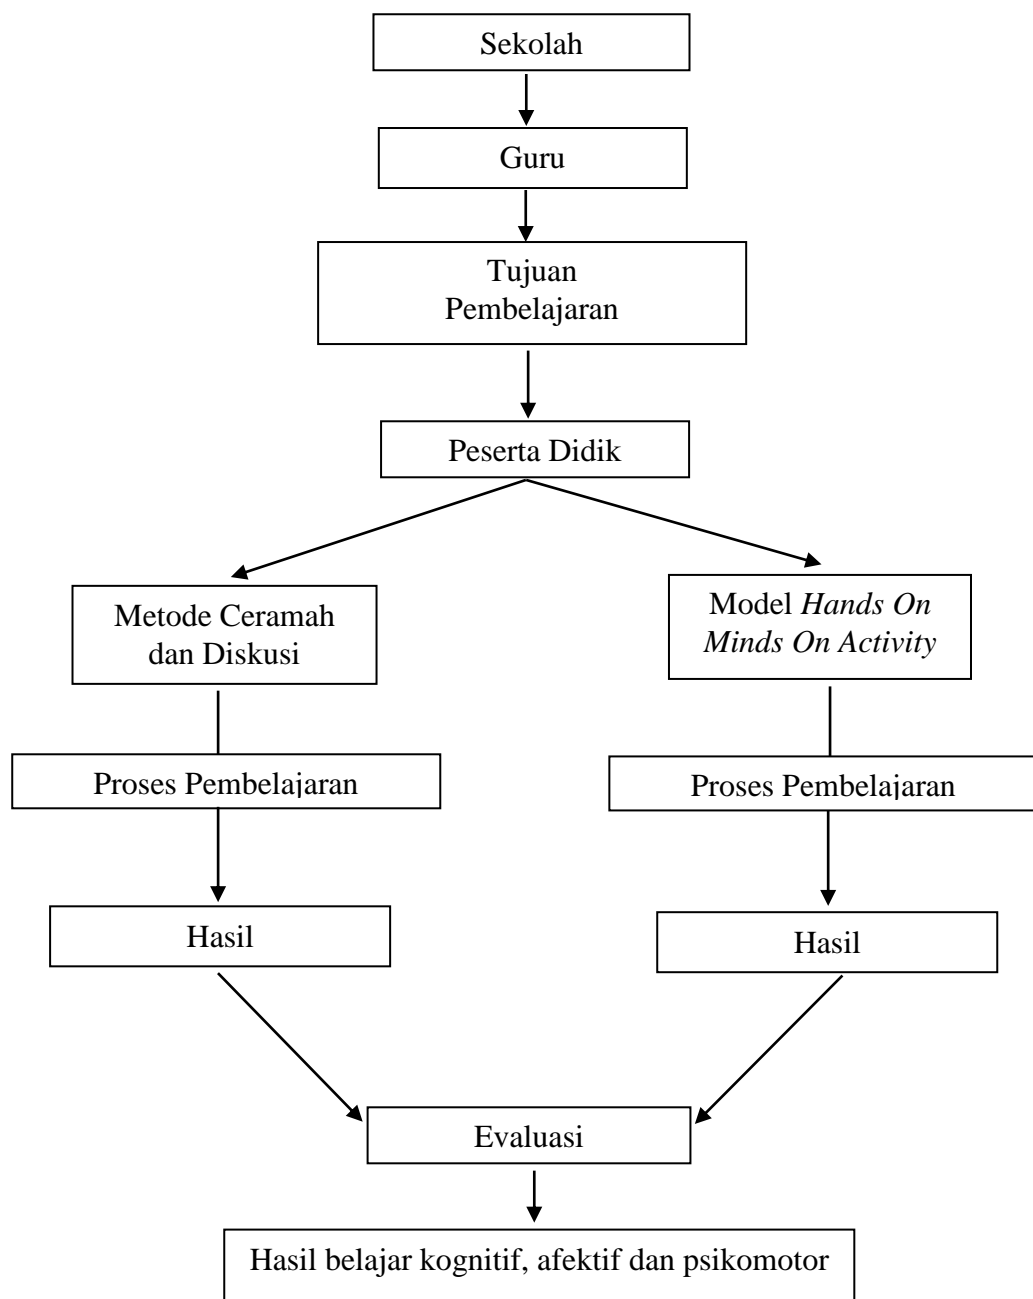 Sekolah
Guru
Tujuan
Pembelajaran
Peserta Didik
Metode Ceramah
dan Diskusi
Model Hands On
Minds On Activity
Proses Pembelajaran
Proses Pembelajaran
Hasil
Hasil
Evaluasi
Hasil belajar kognitif, afektif dan psikomotor